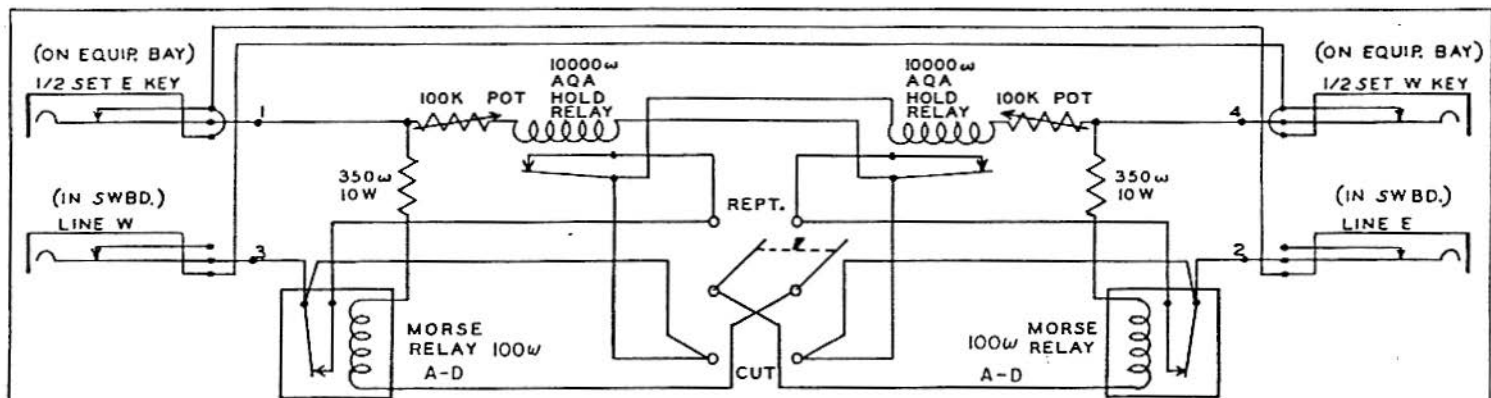 (ON EQUIP. BAY)
1/2 SET E KEY
1
100K POT
10000ω
AQA
HOLD
RELAY
10000ω
AQA
HOLD
RELAY
100K POT
4
(ON EQUIP. BAY)
1/2 SET W KEY
350ω
10W
350ω
10W
(IN SWBD.)
LINE W
3
REPT.
2
(IN SWBD.)
LINE E
MORSE
RELAY 100ω
A-D
CUT
MORSE
100ω RELAY
A-D